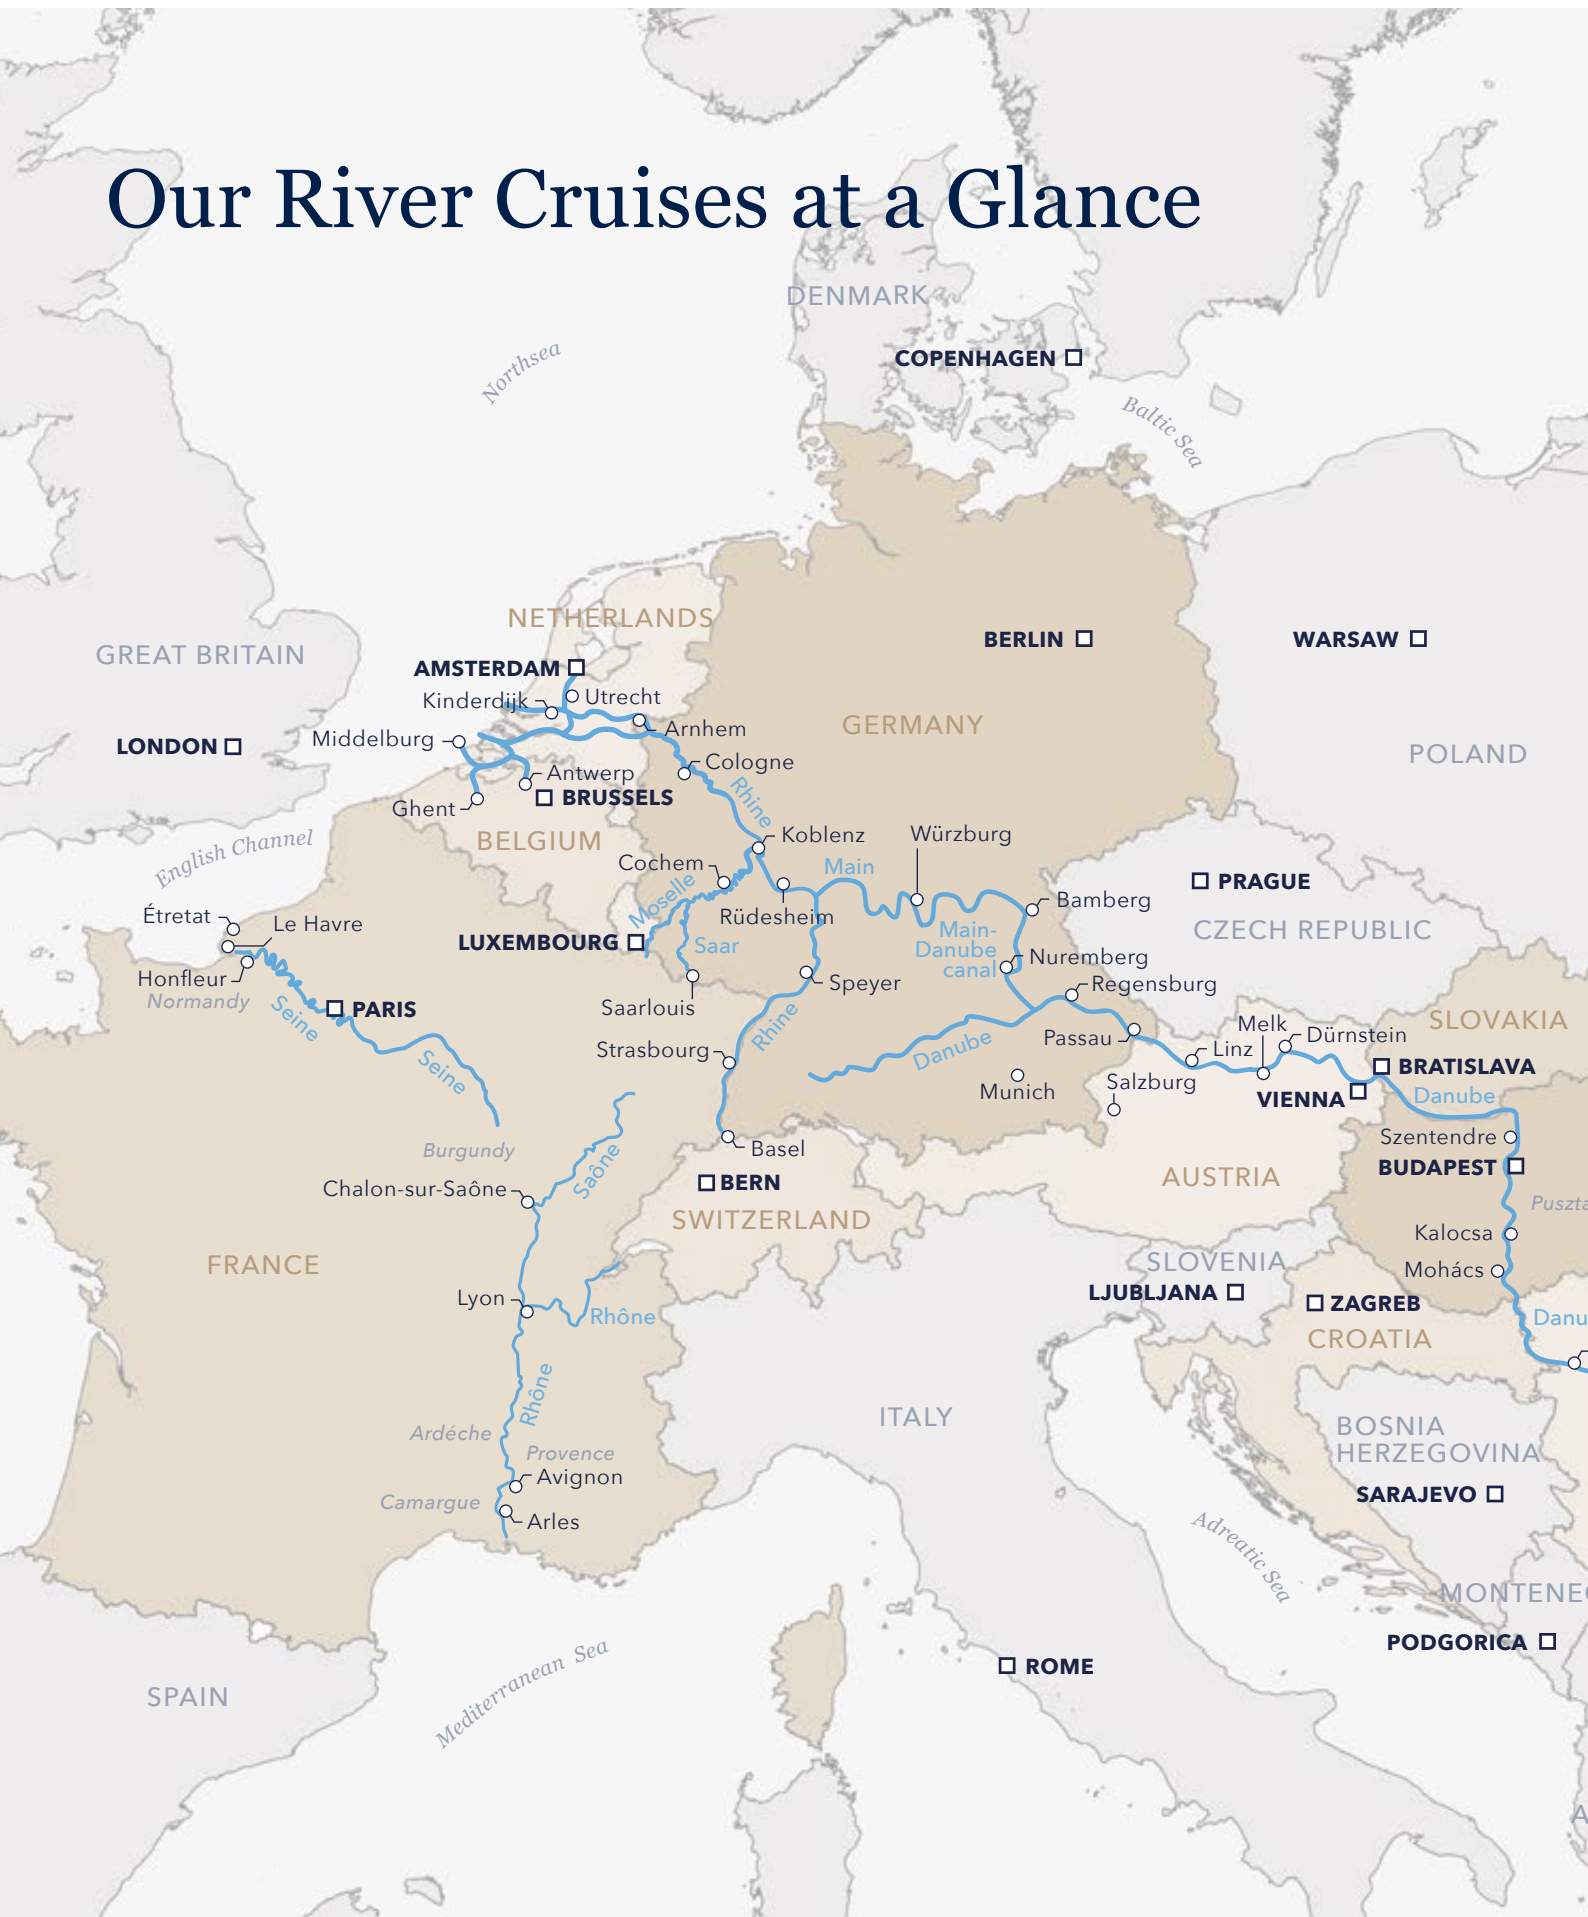 Our River Cruises at a Glance
DENMARK
Northsea
COPENHAGEN
Baltic Sea
NETHERLANDS
GREAT BRITAIN
BERLIN
WARSAW
AMSTERDAM
Kinderdijk
Utrecht
GERMANY
Arnhem
Middelburg
LONDON
POLAND
Cologne
Antwerp
Rhine
BRUSSELS
Ghent
BELGIUM
English Channel
Koblenz
Würzburg
Cochem
Main
Moselle
PRAGUE
Rüdesheim
Bamberg
Étretat
Le Havre
CZECH REPUBLIC
LUXEMBOURG
Saar
Main-
Danube
canal
Nuremberg
Honfleur
Normandy
Speyer
Regensburg
Saarlouis
PARIS
Seine
Rhine
SLOVAKIA
Melk
Dürnstein
Passau
Linz
Strasbourg
Danube
Seine
BRATISLAVA
Munich
Salzburg
VIENNA
Danube
Szentendre
Burgundy
Basel
BUDAPEST
Saône
AUSTRIA
BERN
Chalon-sur-Saône
Puszta
SWITZERLAND
Kalocsa
FRANCE
SLOVENIA
Mohács
LJUBLJANA
Lyon
ZAGREB
Rhône
Danu
CROATIA
Rhône
ITALY
BOSNIA
HERZEGOVINA
Ardéche
Provence
Avignon
Camargue
SARAJEVO
Arles
Adreatic Sea
MONTENE
PODGORICA
ROME
Mediterranean Sea
SPAIN
A